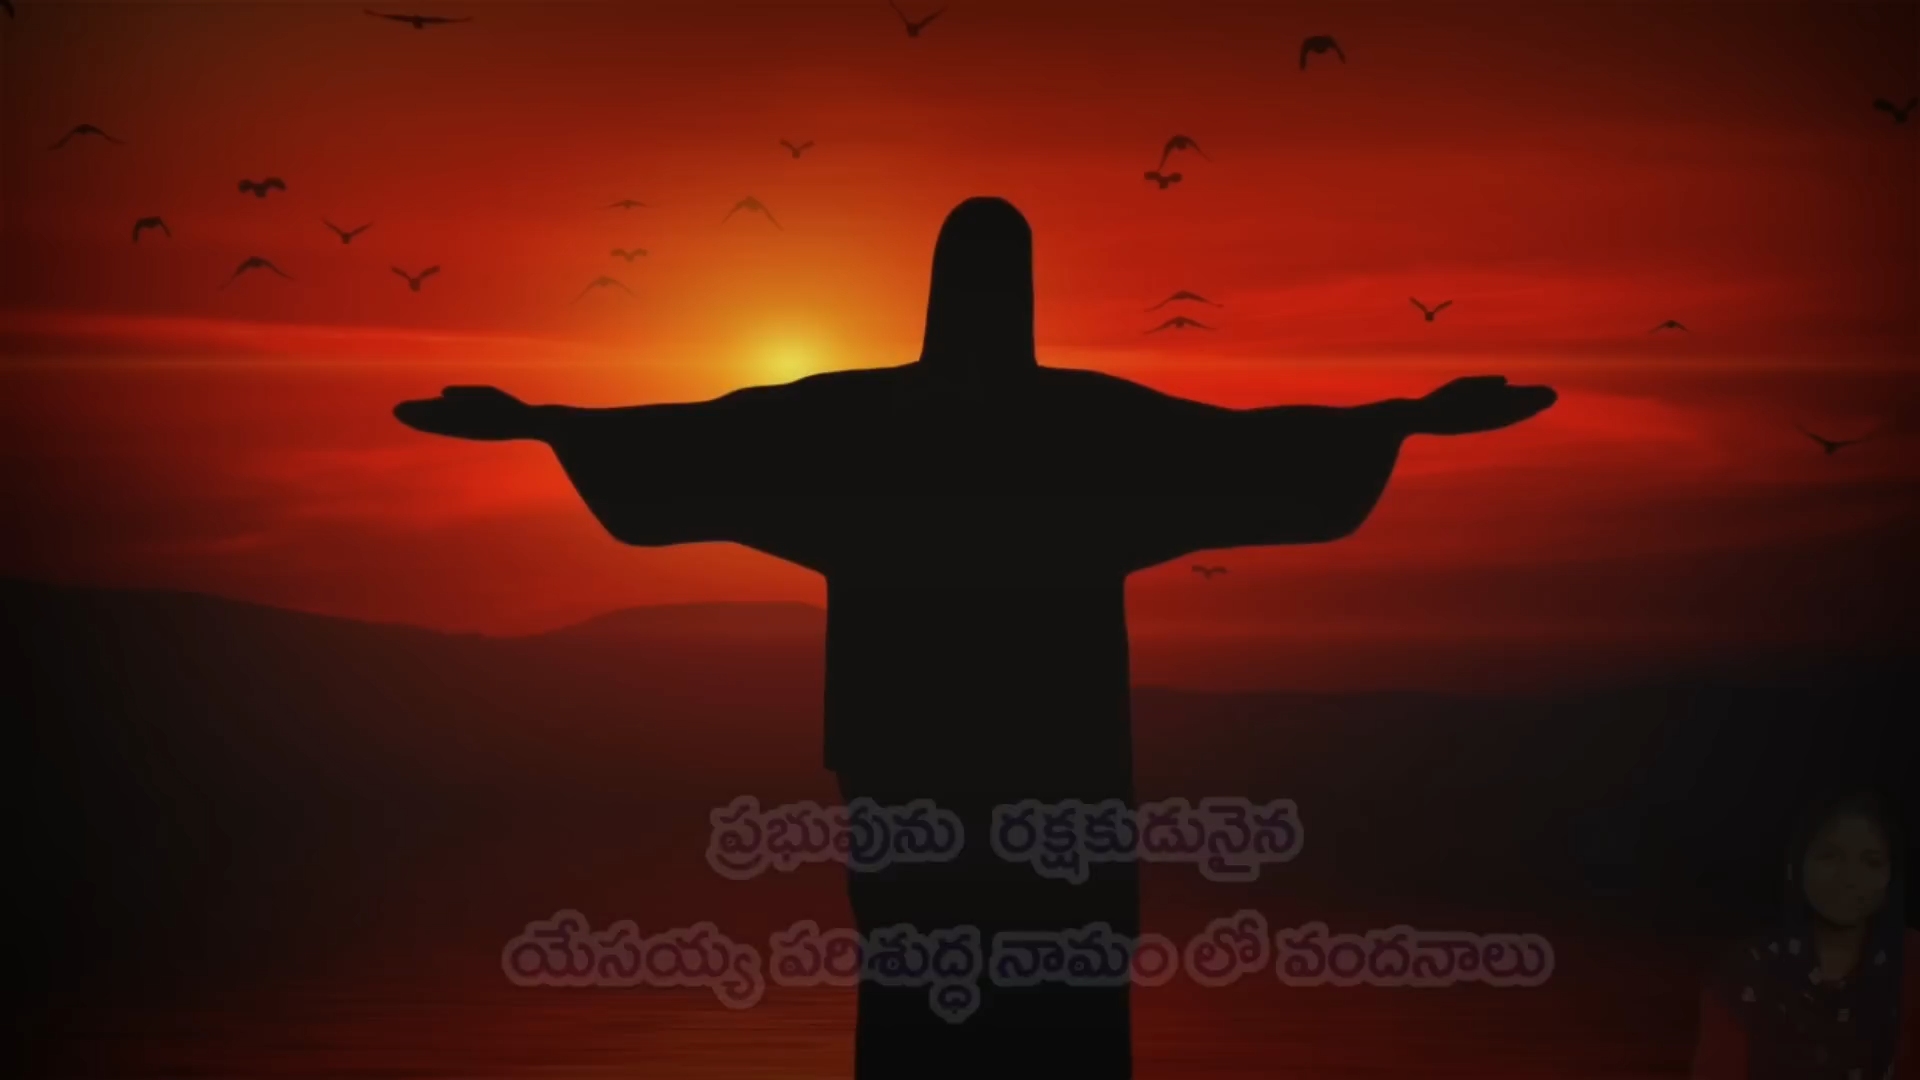 ప్రభువును రక్షకుడునైన
యేసయ్య పరిశుద్ధ నామం లో వందనాలు